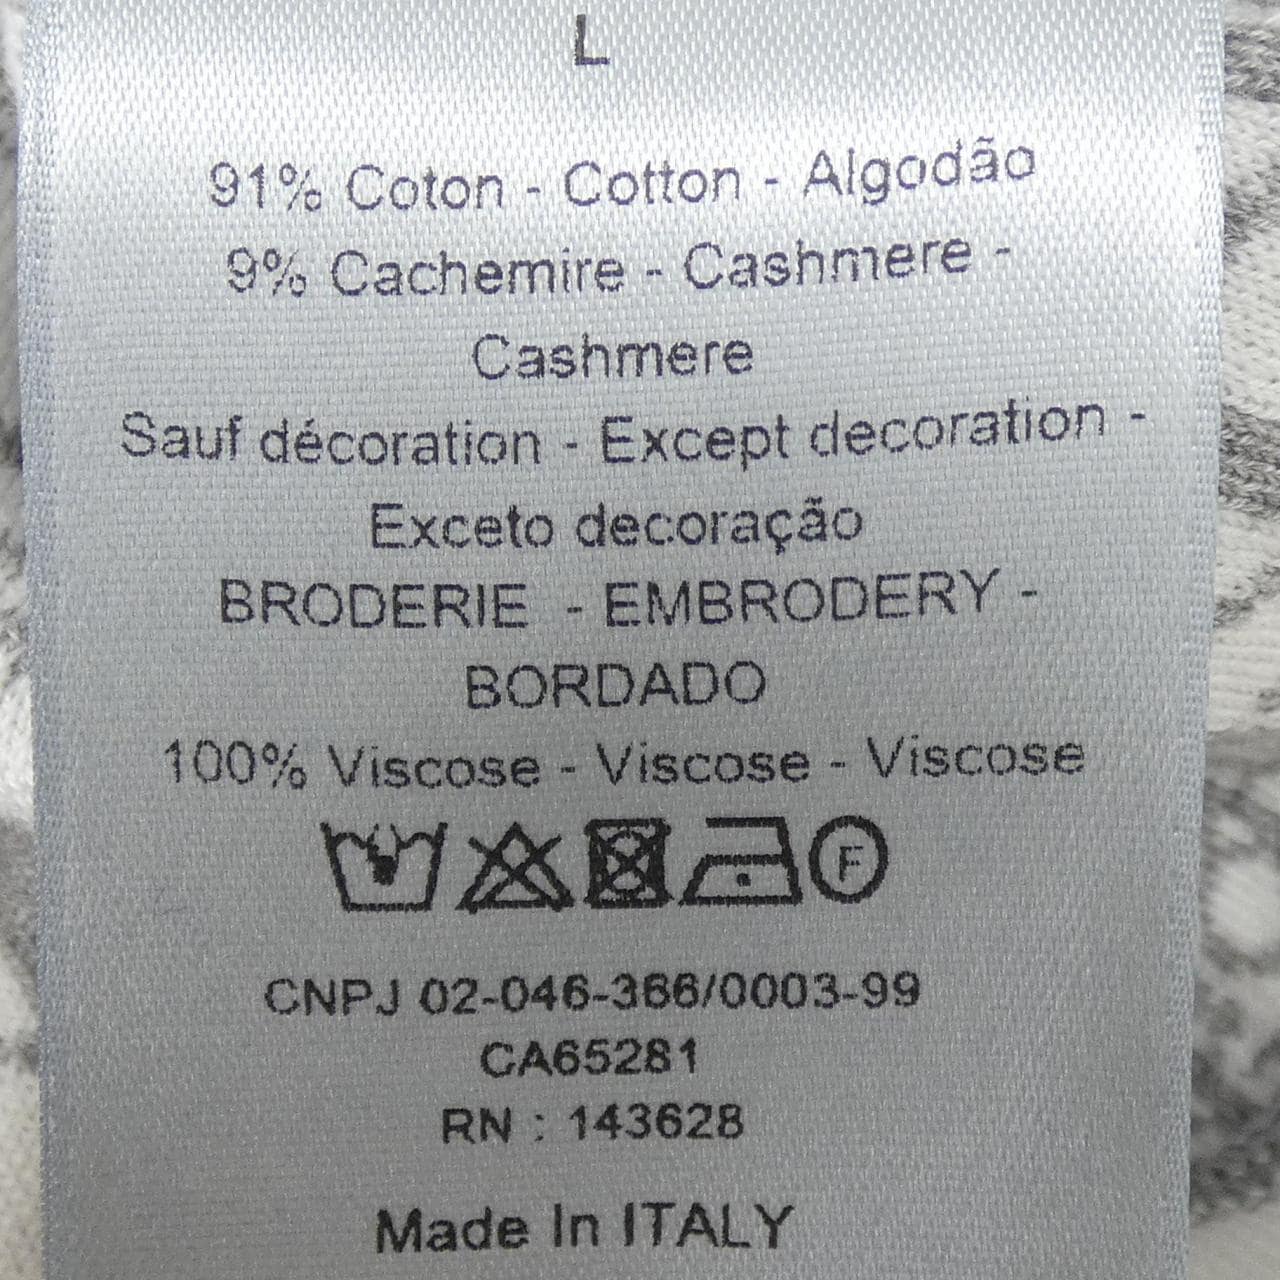 L
91% Coton - Cotton - Algodão
9% Cachemire - Cashmere -
Cashmere
Sauf décoration - Except decoration -
Exceto decoração
BRODERIE - EMBRODERY -
BORDADO
100% Viscose - Viscose - Viscose
F
CNPJ 02-046-366/0003-99
CA65281
RN : 143628
Made In ITALY